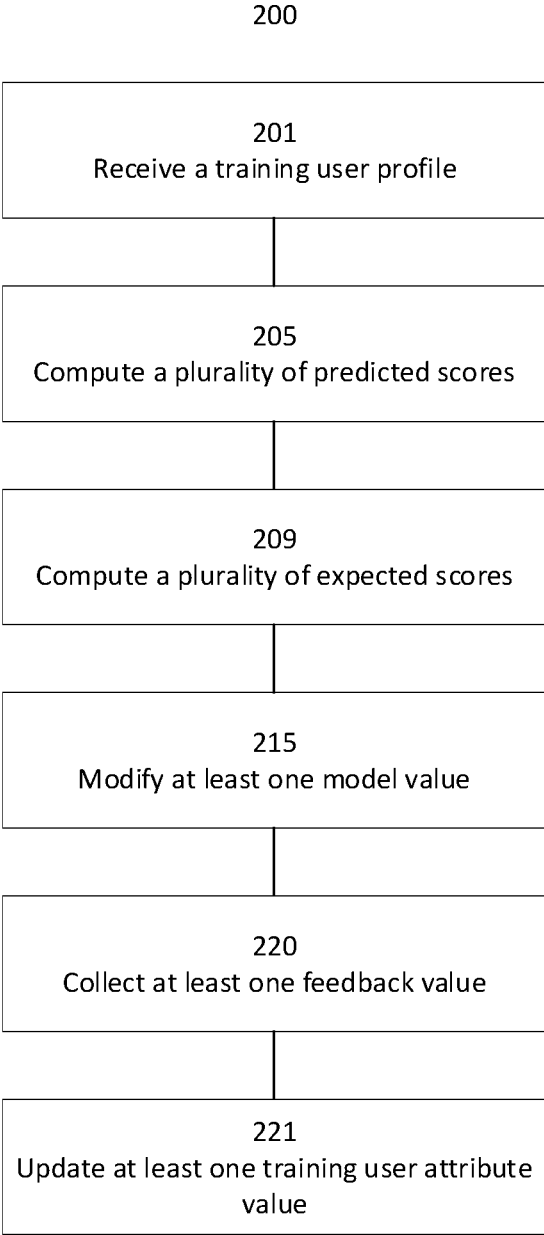 200
201
Receive a training user profile
205
Compute a plurality of predicted scores
209
Compute a plurality of expected scores
215
Modify at least one model value
220
Collect at least one feedback value
221
Update at least one training user attribute
value